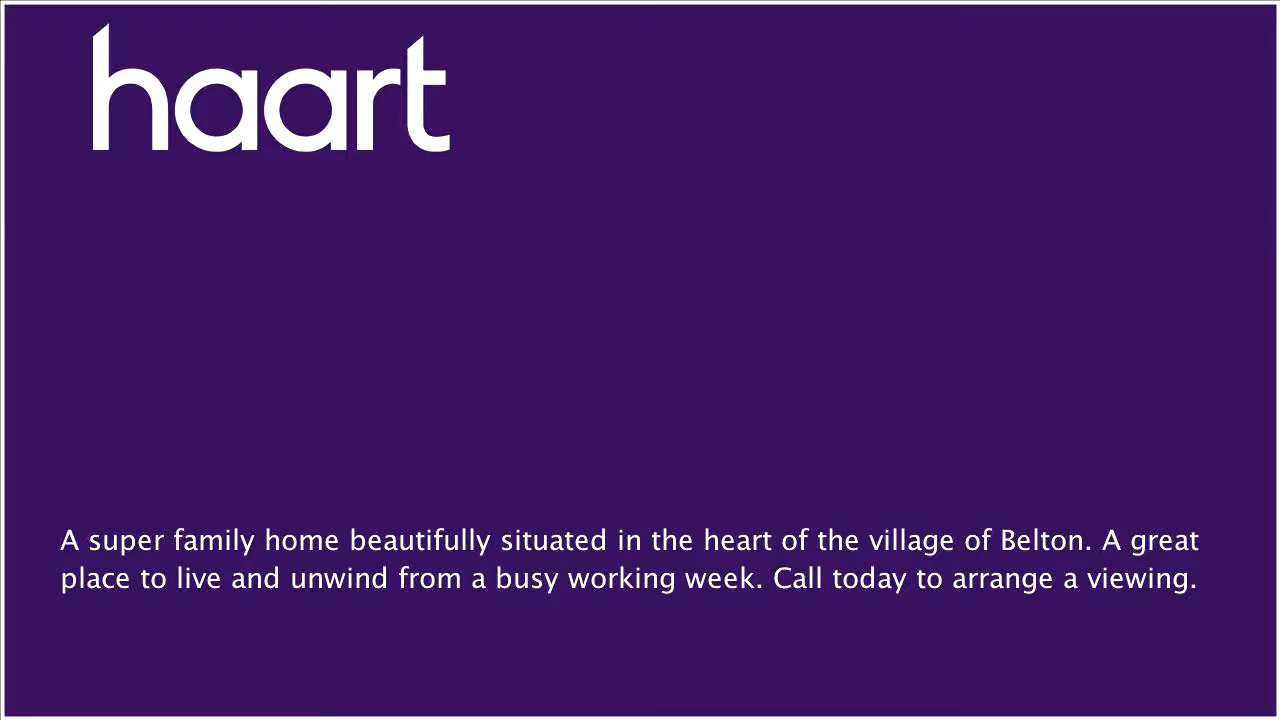 haart
A super family home beautifully situated in the heart of the village of Belton. A great
place to live and unwind from a busy working week. Call today to arrange a viewing.